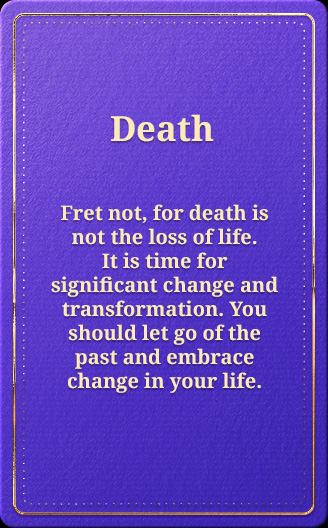 Death
Fret not, for death is
not the loss of life.
It is time for
significant change and
transformation. You
should let go of the
past and embrace
change in your life.